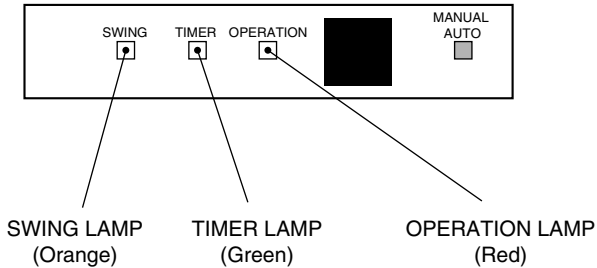 MANUAL
SWING TIMER OPERATION AUTO
SWING LAMP TIMER LAMP OPERATION LAMP
(Orange) (Green) (Red)